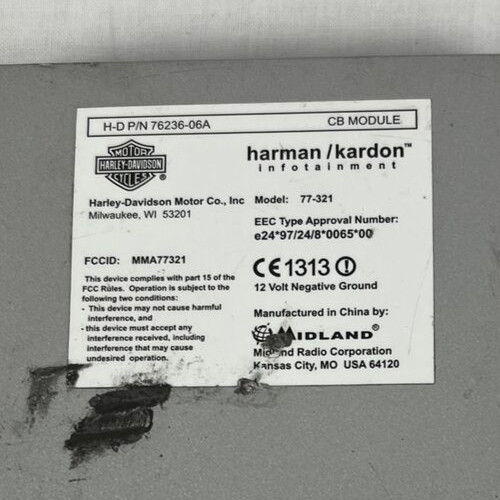 H-D P/N 76236-06A CB MODULE
MOTOR
HARLEY-DAVIDSON
CYCLES
harman/kardon™
infotainment
Harley-Davidson Motor Co., Inc
Milwaukee, WI 53201
Model: 77-321
EEC Type Approval Number:
e24*97/24/8*0065*00
FCCID: MMA77321
CE 1313
12 Volt Negative Ground
This device complies with part 15 of the
FCC Rules. Operation is subject to the
following two conditions:
- This device may not cause harmful
interference, and
- this device must accept any
interference received, including
interference that may cause
undesired operation.
Manufactured in China by:
MIDLAND®
Midland Radio Corporation
Kansas City, MO USA 64120